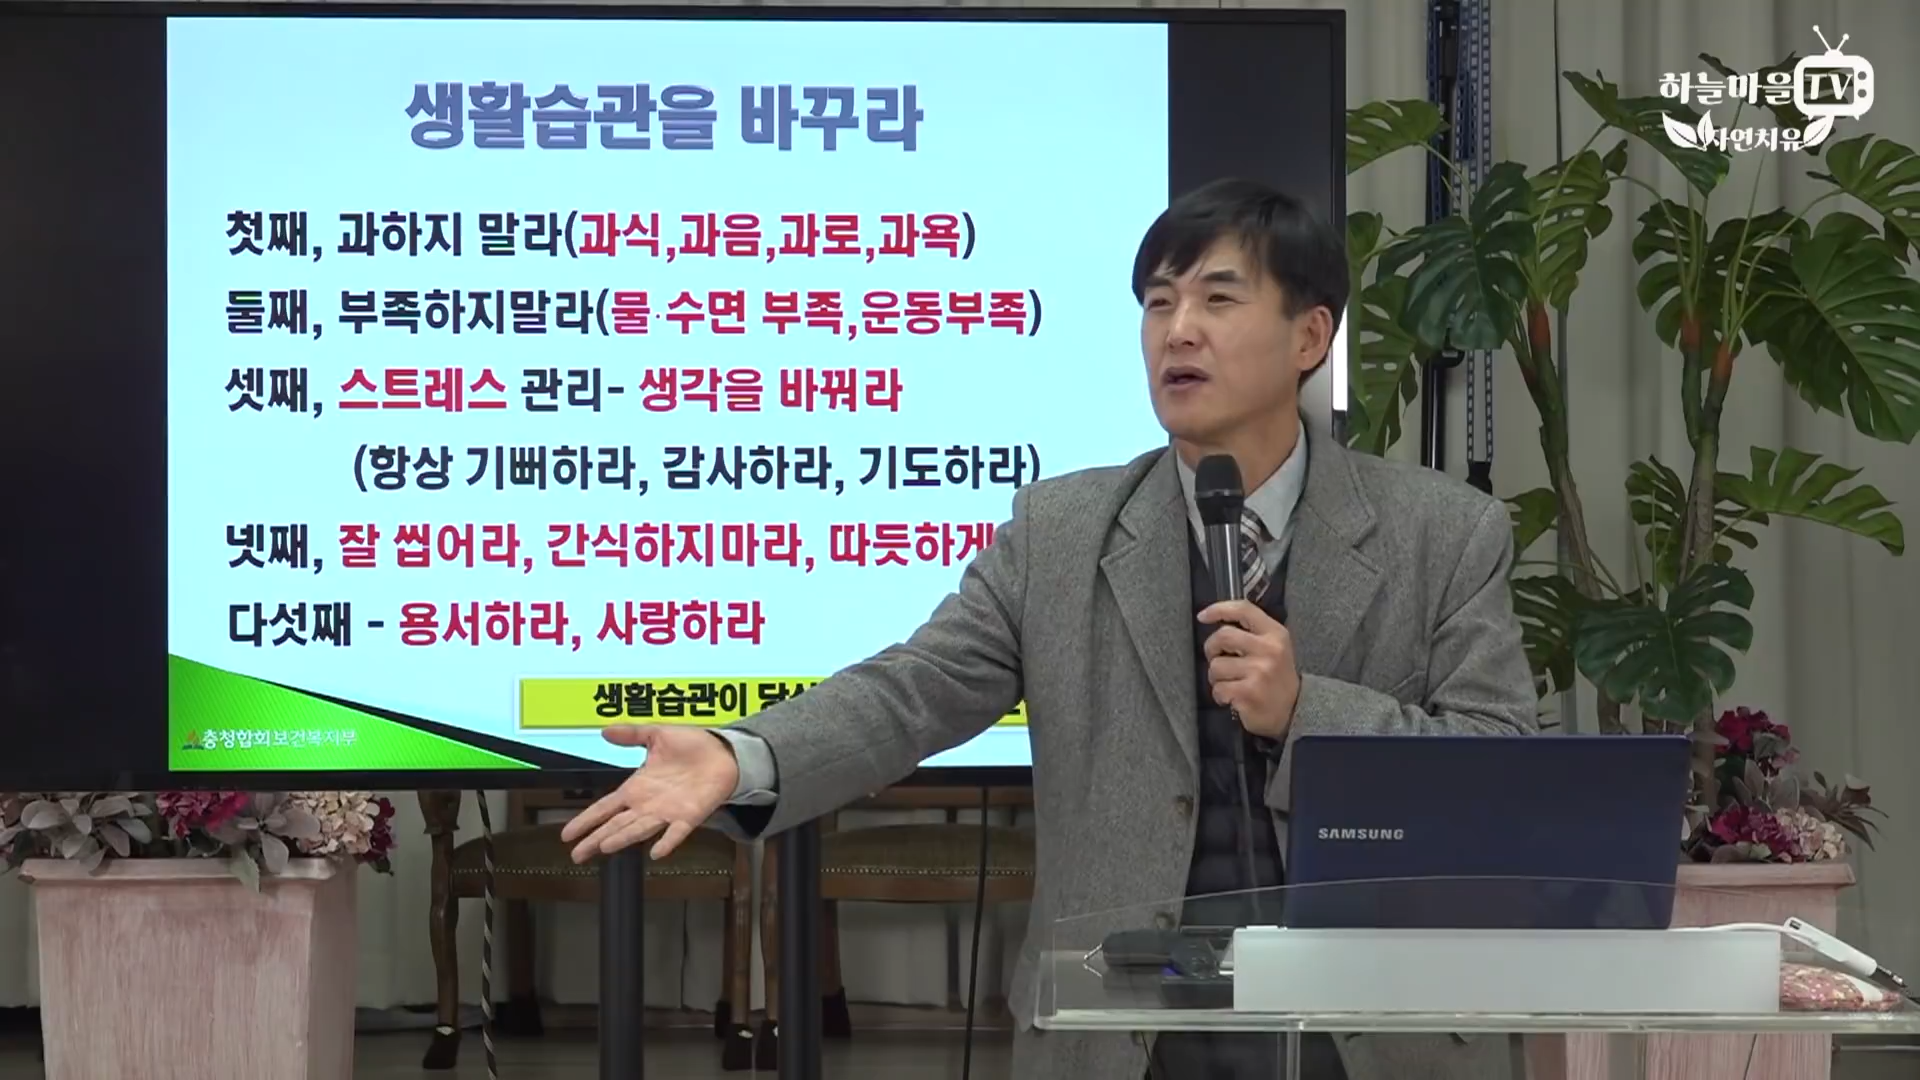 생활습관을 바꾸라
첫째, 과하지 말라(과식,과음,과로,과욕)
둘째, 부족하지말라(물·수면 부족,운동부족)
셋째, 스트레스 관리- 생각을 바꿔라
(항상 기뻐하라, 감사하라, 기도하라)
넷째, 잘 씹어라, 간식하지마라, 따듯하게
다섯째 - 용서하라, 사랑하라
생활습관이
충청합회보건복지부
하늘마을TV
자연치유
SAMSUNG